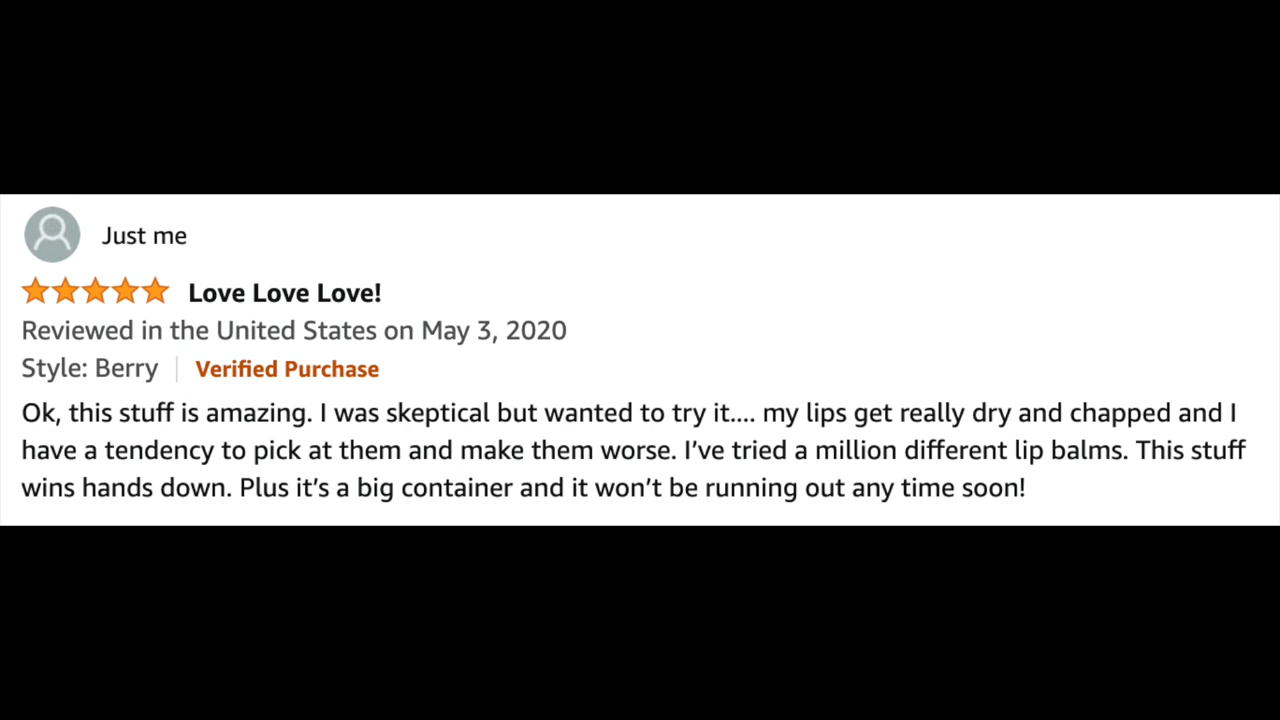 Just me
Love Love Love!
Reviewed in the United States on May 3, 2020
Style: Berry | Verified Purchase
Ok, this stuff is amazing. I was skeptical but wanted to try it.... my lips get really dry and chapped and I
have a tendency to pick at them and make them worse. I’ve tried a million different lip balms. This stuff
wins hands down. Plus it’s a big container and it won’t be running out any time soon!